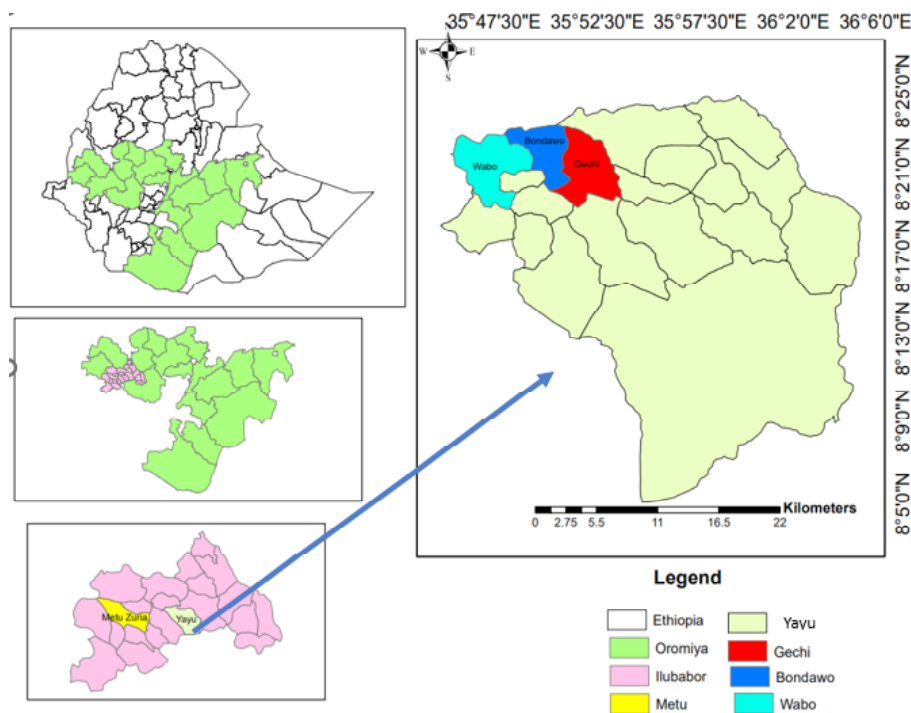 35°47'30"E 35°52'30"E 35°57'30"E 36°2'0"E 36°6'0"E
W E
S
8°25'0"N
8°21'0"N
8°17'0"N
8°13'0"N
8°9'0"N
8°5'0"N
Bondawo
Wabo
Gechi
Kilometers
0 2.75 5.5 11 16.5 22
Metu Zuria
Yayu
Legend
Ethiopia
Yayu
Oromiya
Gechi
Ilubabor
Bondawo
Metu
Wabo